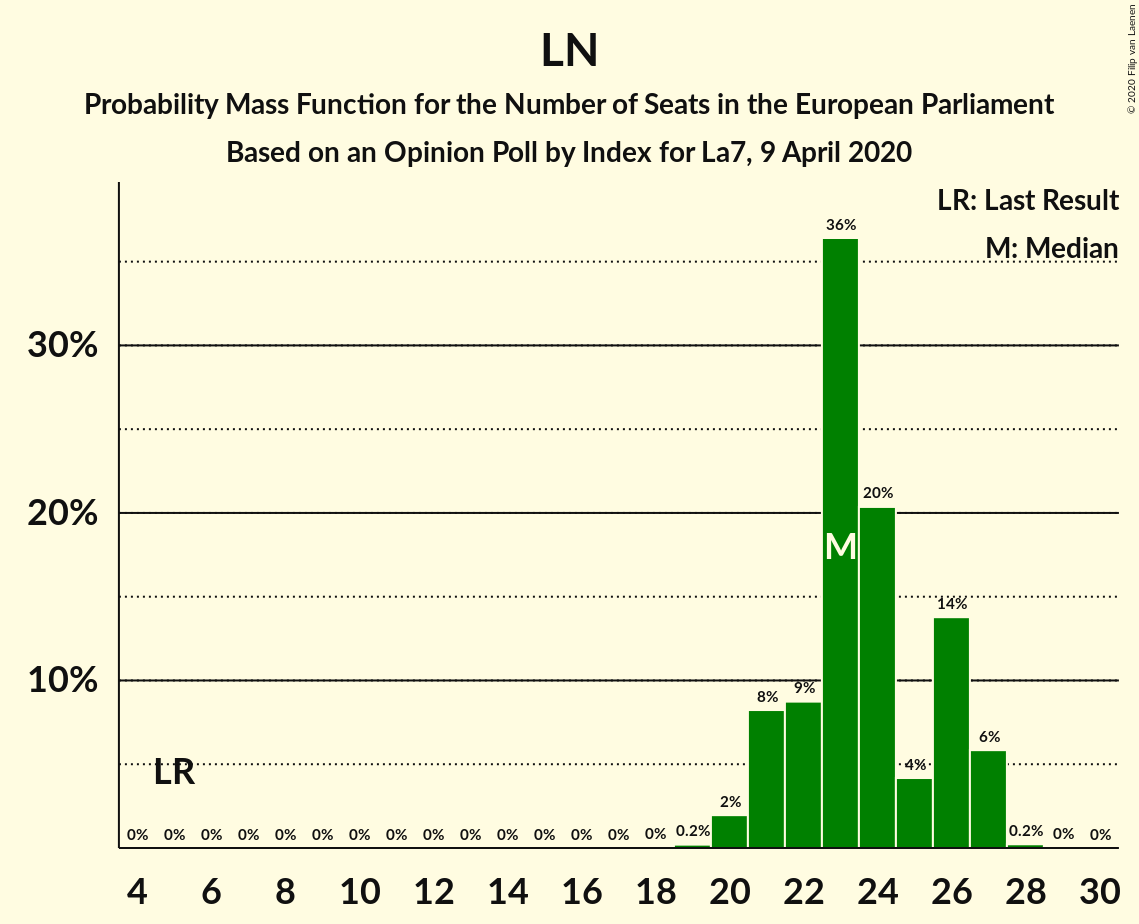 LN
Probability Mass Function for the Number of Seats in the European Parliament
Based on an Opinion Poll by Index for La7, 9 April 2020
© 2020 Filip van Laenen
LR: Last Result
M: Median
36%
30%
20%
20%
M
14%
10%
9%
8%
6%
4%
LR
2%
0% 0% 0% 0% 0% 0% 0% 0% 0% 0% 0% 0% 0% 0% 0% 0.2% 0.2% 0% 0%
4 6 8 10 12 14 16 18 20 22 24 26 28 30